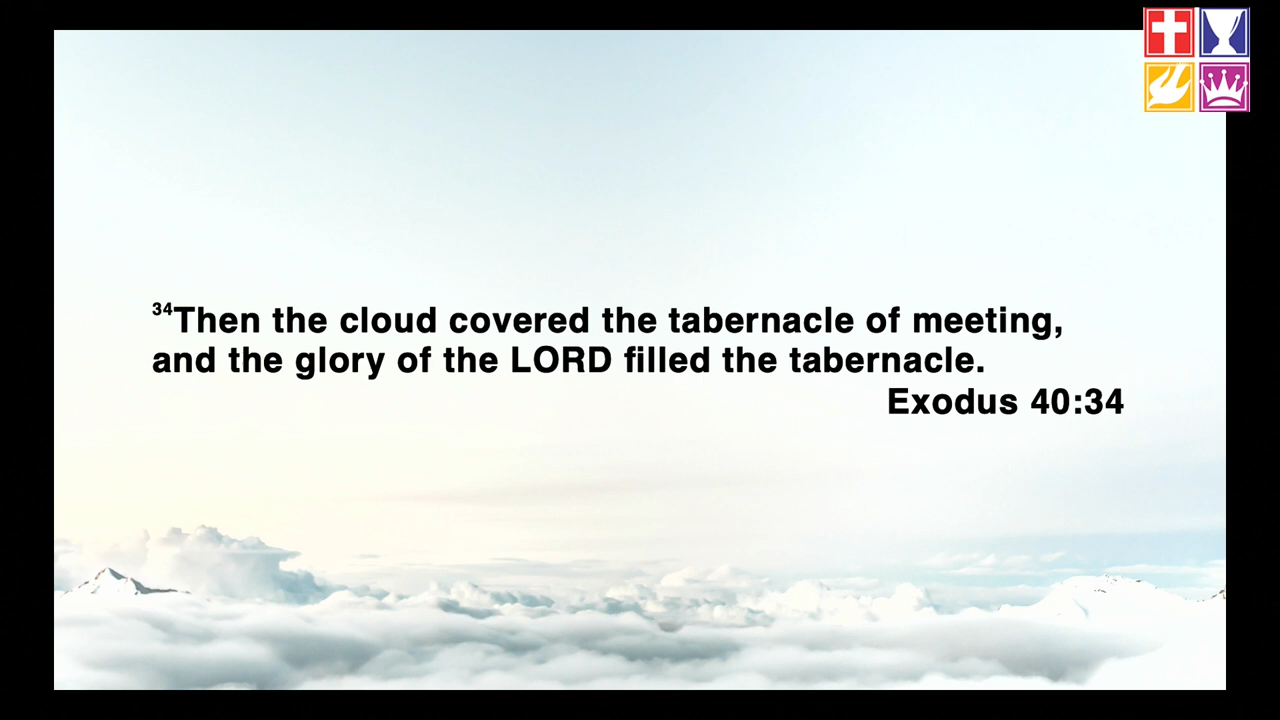 34Then the cloud covered the tabernacle of meeting,
and the glory of the LORD filled the tabernacle.
Exodus 40:34